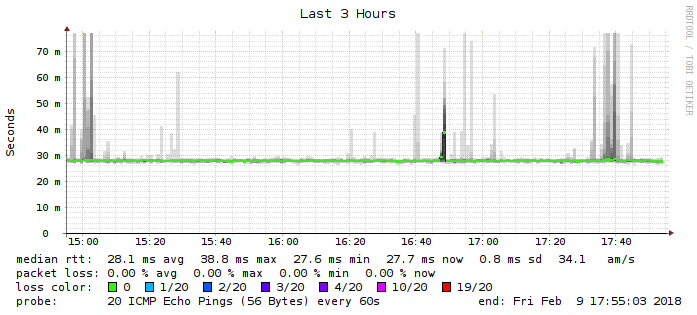 Last 3 Hours
RRDTOOL / TOBI OETIKER
Seconds
70 m
60 m
50 m
40 m
30 m
20 m
10 m
0
15:00 15:20 15:40 16:00 16:20 16:40 17:00 17:20 17:40
median rtt: 28.1 ms avg 38.8 ms max 27.6 ms min 27.7 ms now 0.8 ms sd 34.1 am/s
packet loss: 0.00 % avg 0.00 % max 0.00 % min 0.00 % now
loss color: 0 1/20 2/20 3/20 4/20 10/20 19/20
probe: 20 ICMP Echo Pings (56 Bytes) every 60s end: Fri Feb 9 17:55:03 2018